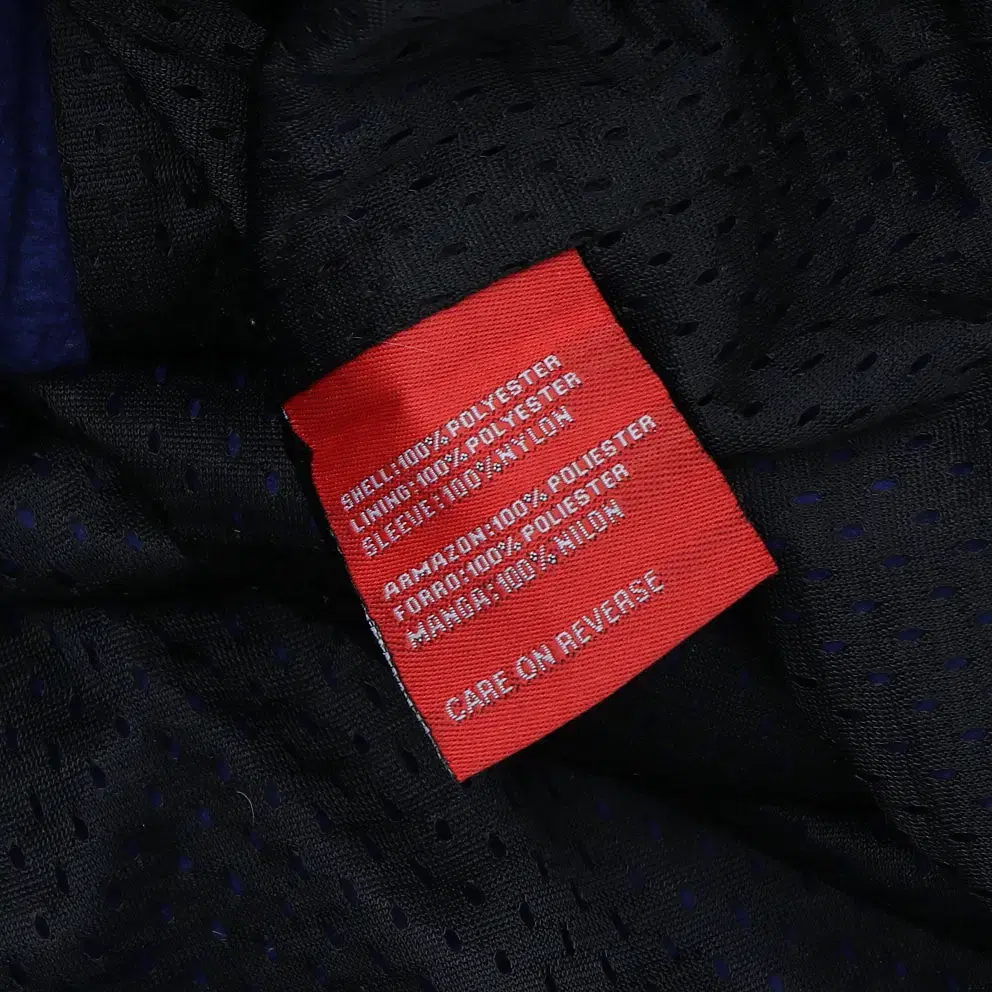 SHELL:100%POLYESTER
LINING:100%POLYESTER
SLEEVE:100%NYLON
ARMAZON:100%POLIESTER
FORRO:100%POLIESTER
MANGA:100%NILON
CARE ON REVERSE